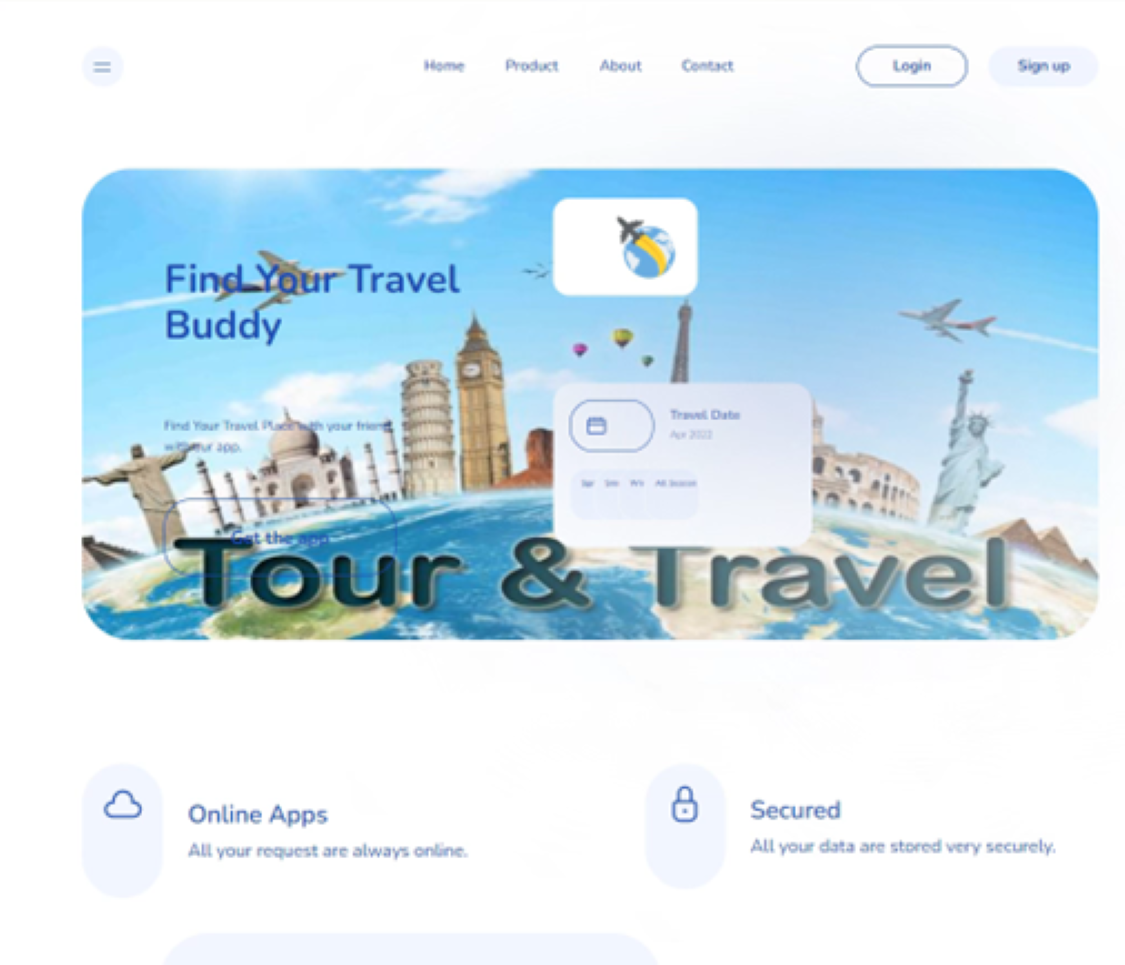 Home Product About Contact Login Sign up
Find Your Travel
Buddy
Find Your Travel Place with your friend
with our app.
Travel Date
Apr 2022
Spr Sm Win All Season
Get the app
Tour & Travel
Online Apps
All your request are always online.
Secured
All your data are stored very securely.